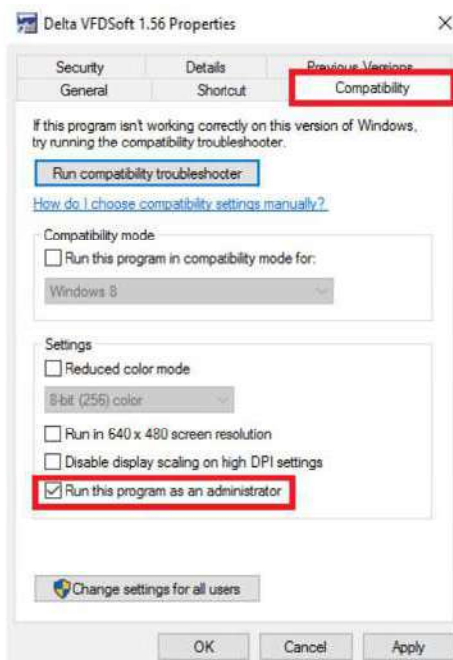 Delta VFDSoft 1.56 Properties
Security Details Previous Versions
General Shortcut Compatibility
If this program isn't working correctly on this version of Windows,
try running the compatibility troubleshooter.
Run compatibility troubleshooter
How do I choose compatibility settings manually?
Compatibility mode
Run this program in compatibility mode for:
Windows 8
Settings
Reduced color mode
8-bit (256) color
Run in 640 x 480 screen resolution
Disable display scaling on high DPI settings
Run this program as an administrator
Change settings for all users
OK Cancel Apply